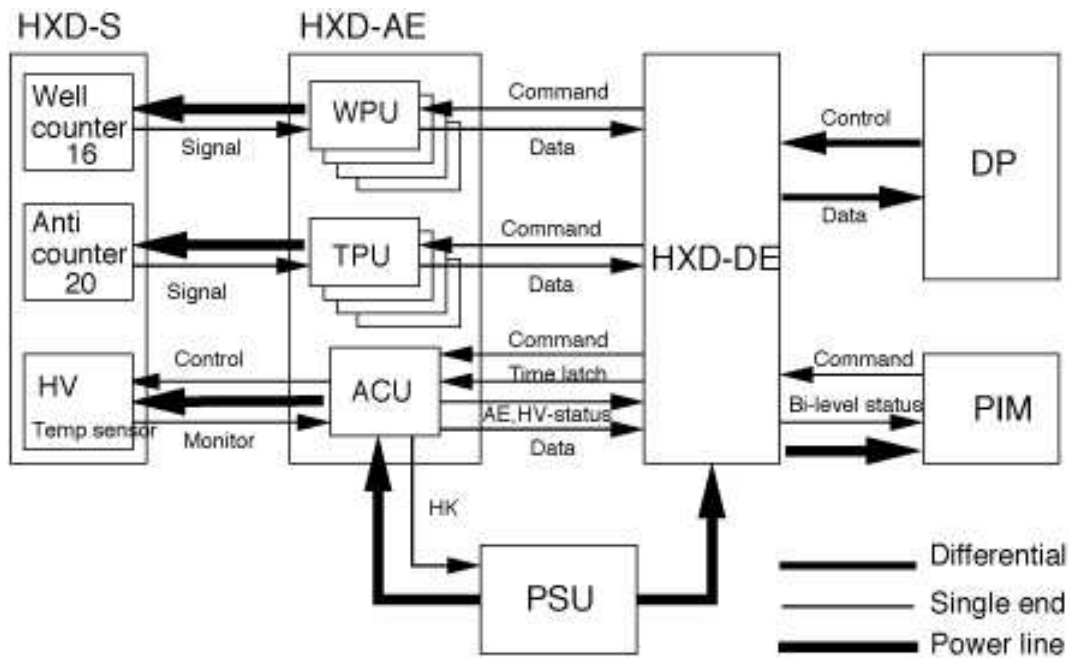 HXD-S
HXD-AE
Well
counter
16
Signal
WPU
Command
Data
Anti
counter
20
Signal
TPU
Command
Data
HXD-DE
Control
Data
DP
HV
Temp sensor
Control
Monitor
ACU
Command
Time latch
AE,HV-status
Data
Command
Bi-level status
PIM
HK
PSU
Differential
Single end
Power line